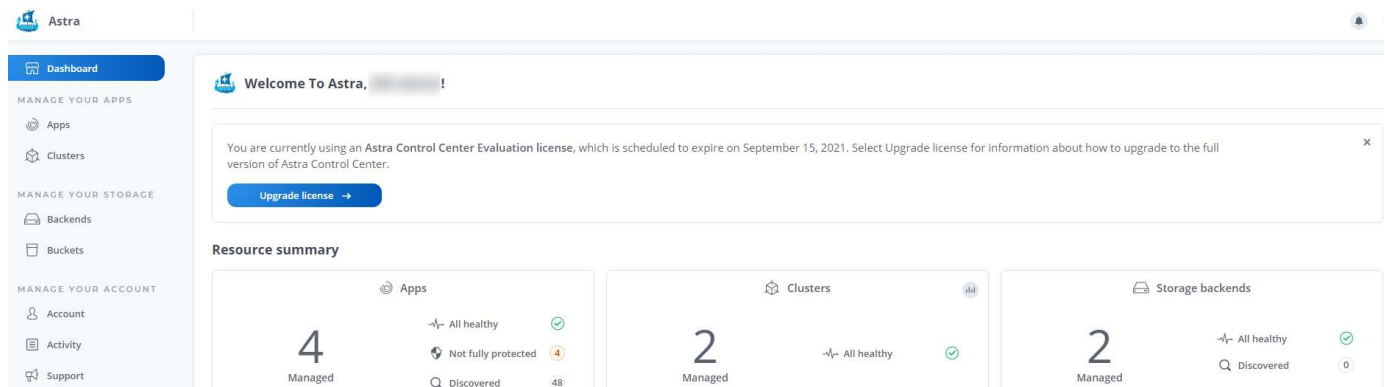 Astra
Dashboard
MANAGE YOUR APPS
Apps
Clusters
MANAGE YOUR STORAGE
Backends
Buckets
MANAGE YOUR ACCOUNT
Account
Activity
Support
Welcome To Astra, !
You are currently using an Astra Control Center Evaluation license, which is scheduled to expire on September 15, 2021. Select Upgrade license for information about how to upgrade to the full
version of Astra Control Center.
Upgrade license →
Resource summary
Apps
4
Managed
All healthy
Not fully protected 4
Discovered 48
Clusters
2
Managed
All healthy
Storage backends
2
Managed
All healthy
Discovered 0